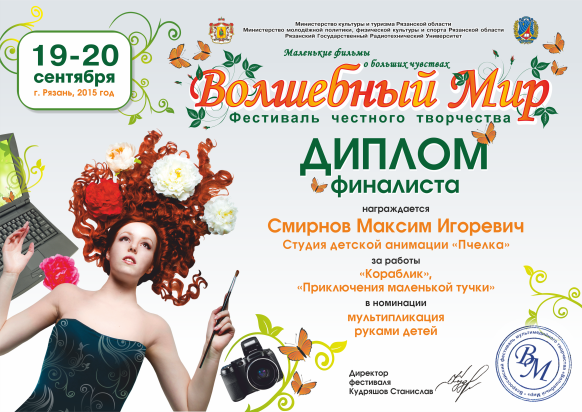 Министерство культуры и туризма Рязанской области
Министерство молодёжной политики, физической культуры и спорта Рязанской области
Рязанский Государственный Радиотехнический Университет
19-20
сентября
г. Рязань, 2015 год
Маленькие фильмы
о больших чувствах
Волшебный Мир
Фестиваль честного творчества
ДИПЛОМ
финалиста
награждается
Смирнов Максим Игоревич
Студия детской анимации «Пчелка»
за работы
«Кораблик»,
«Приключения маленькой тучки»
в номинации
мультипликация
руками детей
Директор
фестиваля
Кудряшов Станислав
ВМ